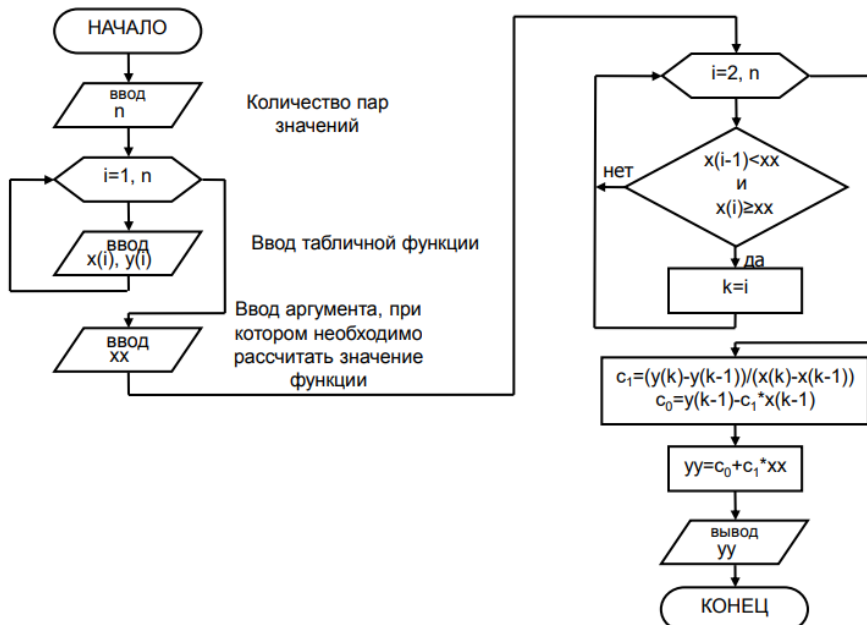 НАЧАЛО
ввод
n
Количество пар
значений
i=1, n
ввод
x(i), y(i)
Ввод табличной функции
ввод
xx
Ввод аргумента, при
котором необходимо
рассчитать значение
функции
i=2, n
x(i-1)<xx
и
x(i)≥xx
нет
да
k=i
c₁=(y(k)-y(k-1))/(x(k)-x(k-1))
c₀=y(k-1)-c₁*x(k-1)
yy=c₀+c₁*xx
вывод
yy
КОНЕЦ